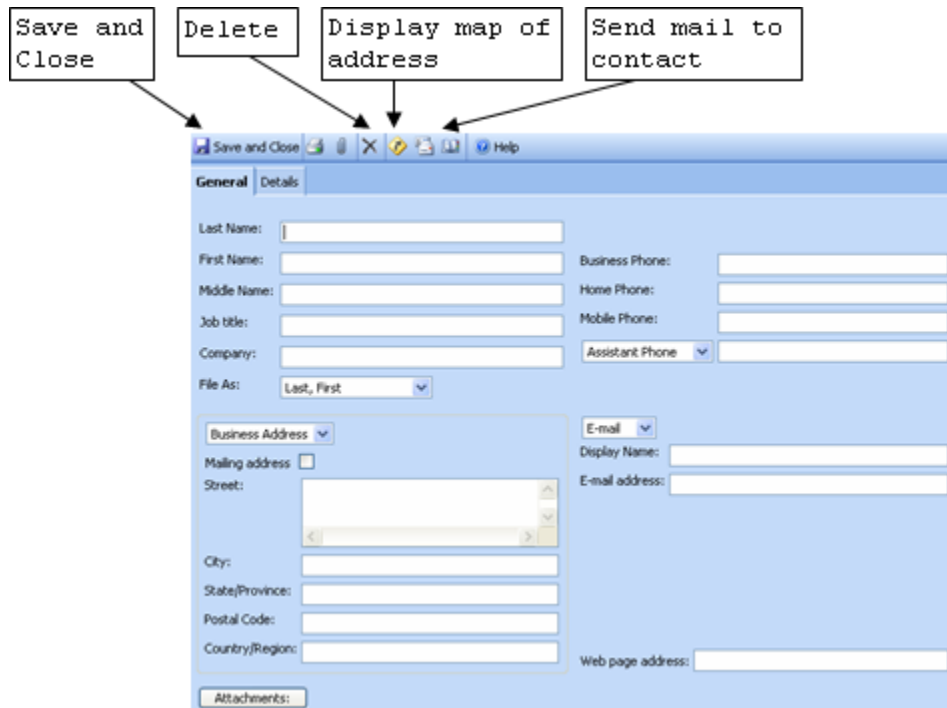 Save and
Close
Delete
Display map of
address
Send mail to
contact
Save and Close
Help
General
Details
Last Name:
First Name:
Middle Name:
Job title:
Company:
File As:
Last, First
Business Phone:
Home Phone:
Mobile Phone:
Assistant Phone
Business Address
Mailing address
Street:
City:
State/Province:
Postal Code:
Country/Region:
E-mail
Display Name:
E-mail address:
Web page address:
Attachments: